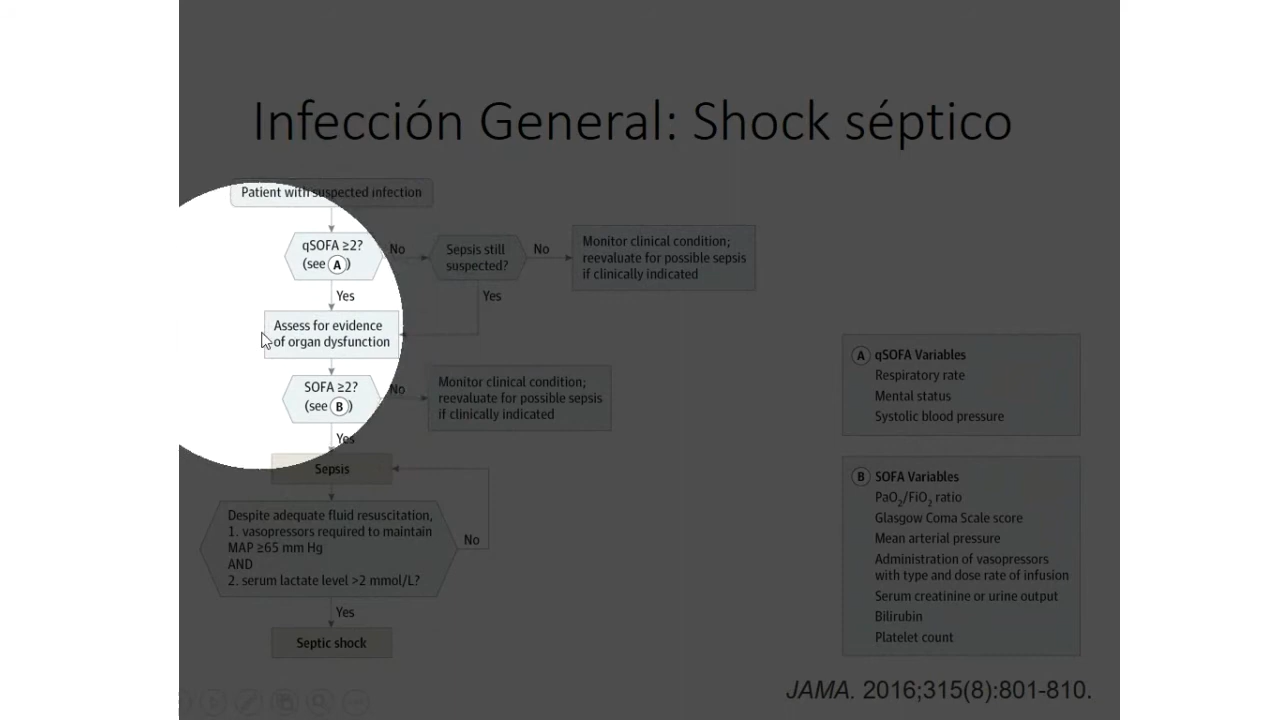 Infección General: Shock séptico
Patient with suspected infection
qSOFA ≥2?
(see A)
No
Sepsis still
suspected?
No
Monitor clinical condition;
reevaluate for possible sepsis
if clinically indicated
Yes
Yes
Assess for evidence
of organ dysfunction
SOFA ≥2?
(see B)
No
Monitor clinical condition;
reevaluate for possible sepsis
if clinically indicated
Yes
Sepsis
Despite adequate fluid resuscitation,
1. vasopressors required to maintain
MAP ≥65 mm Hg
AND
2. serum lactate level >2 mmol/L?
No
Yes
Septic shock
A qSOFA Variables
Respiratory rate
Mental status
Systolic blood pressure
B SOFA Variables
PaO2/FiO2 ratio
Glasgow Coma Scale score
Mean arterial pressure
Administration of vasopressors
with type and dose rate of infusion
Serum creatinine or urine output
Bilirubin
Platelet count
JAMA. 2016;315(8):801-810.